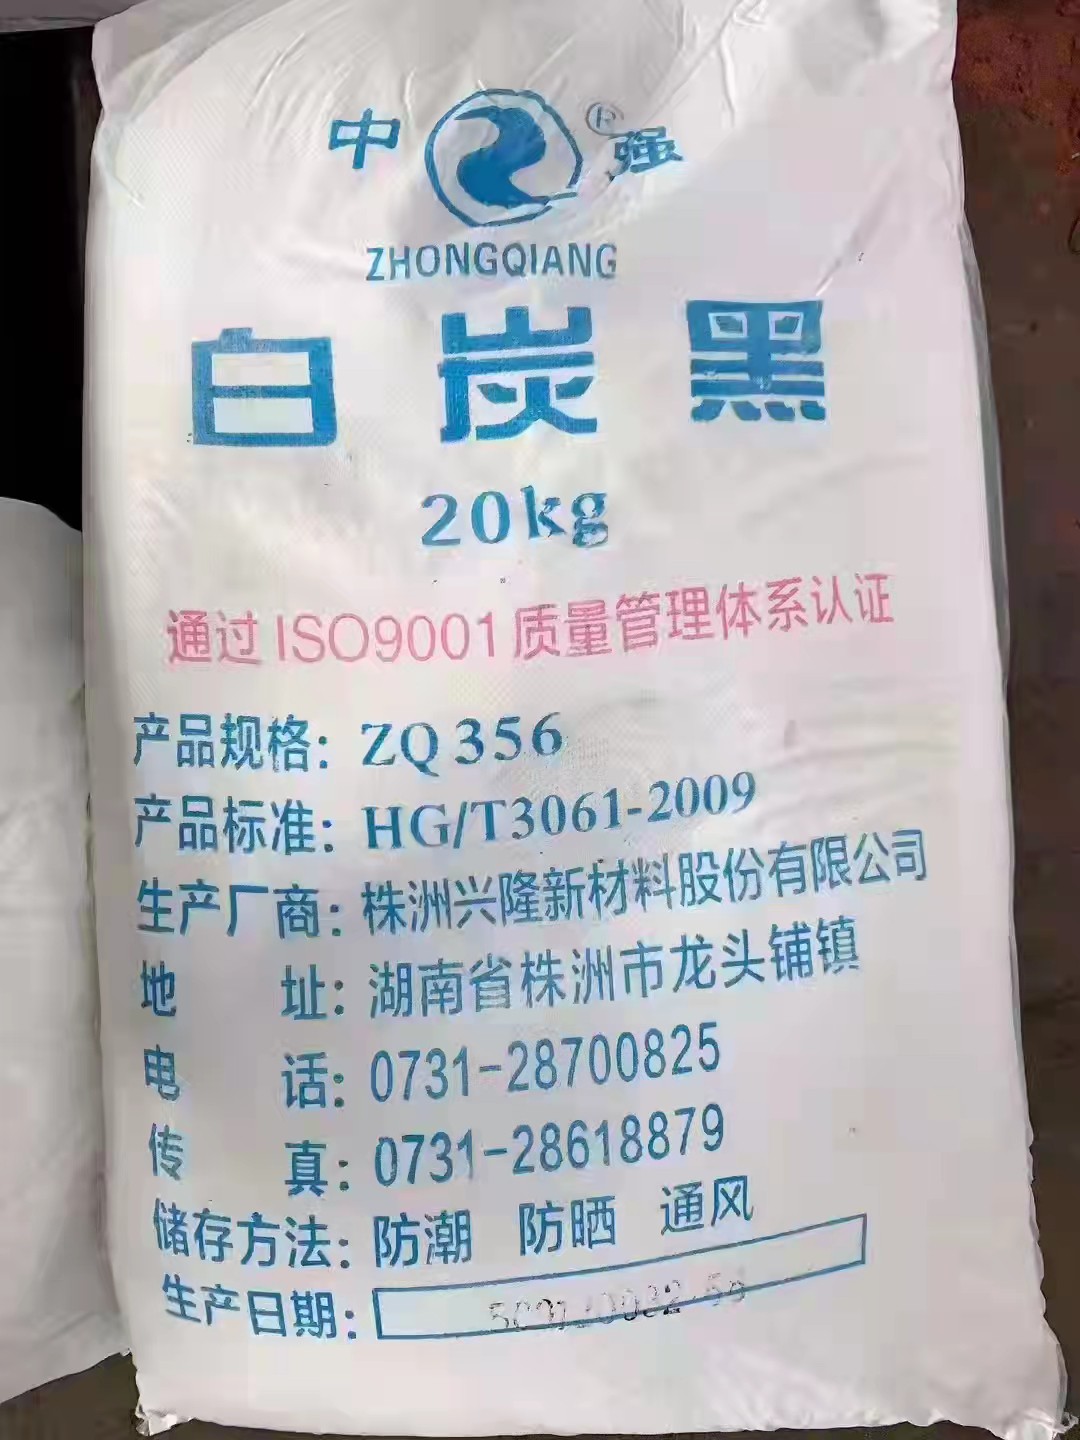 中 ® 强
ZHONGQIANG
白炭黑
20kg
通过ISO9001质量管理体系认证
产品规格：ZQ356
产品标准：HG/T3061-2009
生产厂商：株洲兴隆新材料股份有限公司
地 址：湖南省株洲市龙头铺镇
电 话：0731-28700825
传 真：0731-28618879
储存方法：防潮 防晒 通风
生产日期：